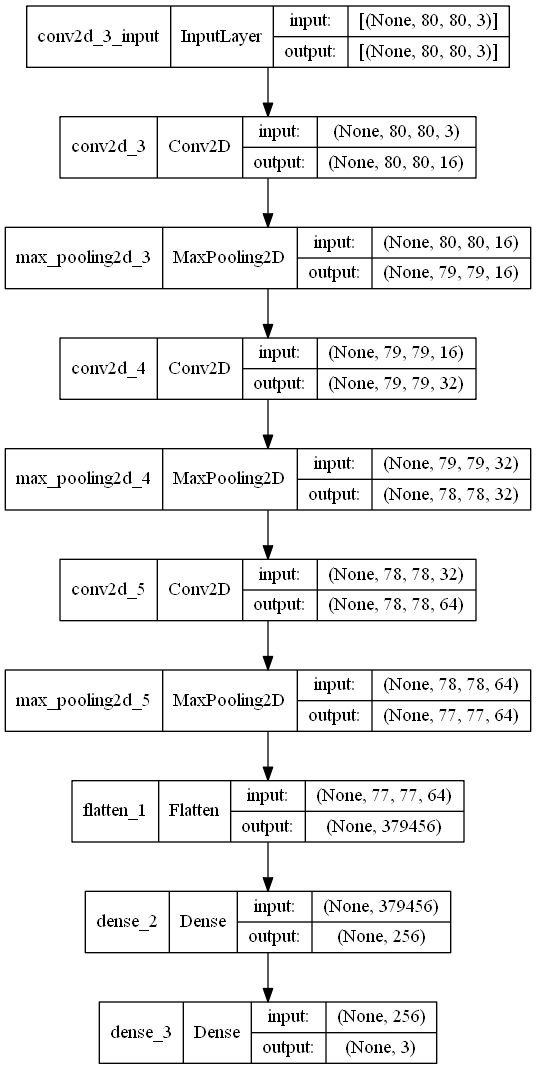 conv2d_3_input InputLayer input: [(None, 80, 80, 3)]
output: [(None, 80, 80, 3)]
conv2d_3 Conv2D input: (None, 80, 80, 3)
output: (None, 80, 80, 16)
max_pooling2d_3 MaxPooling2D input: (None, 80, 80, 16)
output: (None, 79, 79, 16)
conv2d_4 Conv2D input: (None, 79, 79, 16)
output: (None, 79, 79, 32)
max_pooling2d_4 MaxPooling2D input: (None, 79, 79, 32)
output: (None, 78, 78, 32)
conv2d_5 Conv2D input: (None, 78, 78, 32)
output: (None, 78, 78, 64)
max_pooling2d_5 MaxPooling2D input: (None, 78, 78, 64)
output: (None, 77, 77, 64)
flatten_1 Flatten input: (None, 77, 77, 64)
output: (None, 379456)
dense_2 Dense input: (None, 379456)
output: (None, 256)
dense_3 Dense input: (None, 256)
output: (None, 3)